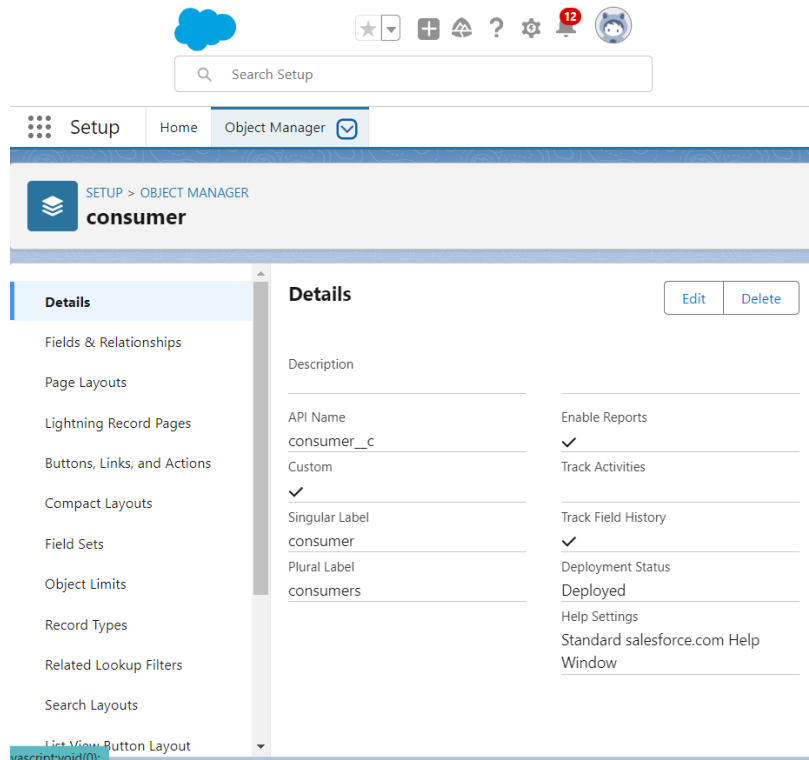 12
Search Setup
Setup
Home
Object Manager
SETUP > OBJECT MANAGER
consumer
Details
Fields & Relationships
Page Layouts
Lightning Record Pages
Buttons, Links, and Actions
Compact Layouts
Field Sets
Object Limits
Record Types
Related Lookup Filters
Search Layouts
List View Button Layout
vascript:void(0);
Details
Edit
Delete
Description
API Name
consumer__c
Custom
Singular Label
consumer
Plural Label
consumers
Enable Reports
Track Activities
Track Field History
Deployment Status
Deployed
Help Settings
Standard salesforce.com Help
Window